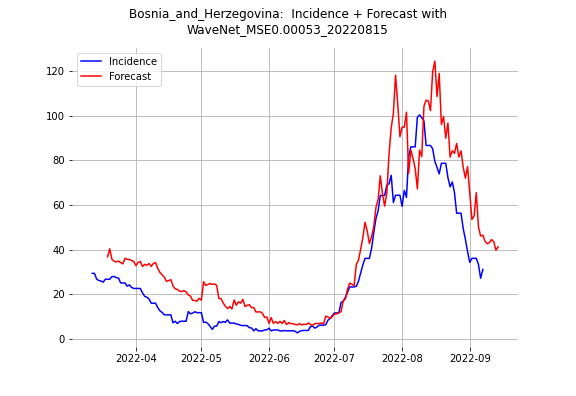 Bosnia_and_Herzegovina:  Incidence + Forecast with
WaveNet_MSE0.00053_20220815
Incidence
Forecast
120
100
80
60
40
20
0
2022-04 2022-05 2022-06 2022-07 2022-08 2022-09